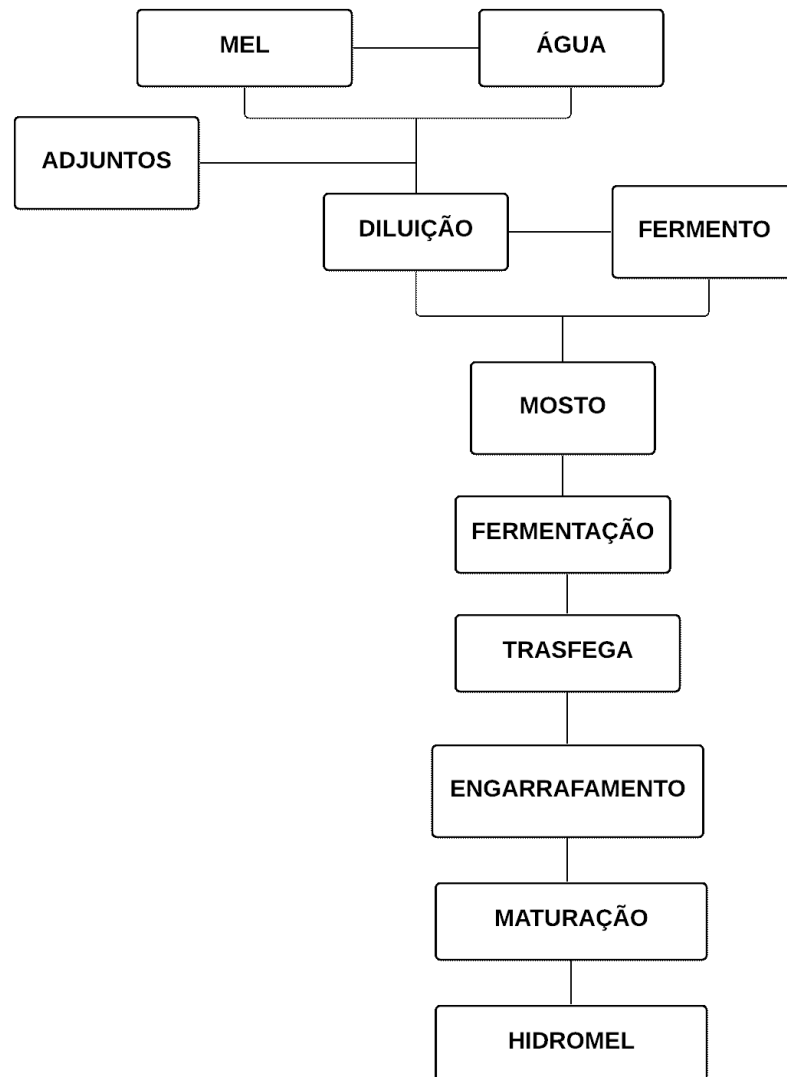 MEL
ÁGUA
ADJUNTOS
DILUIÇÃO
FERMENTO
MOSTO
FERMENTAÇÃO
TRASFEGA
ENGARRAFAMENTO
MATURAÇÃO
HIDROMEL